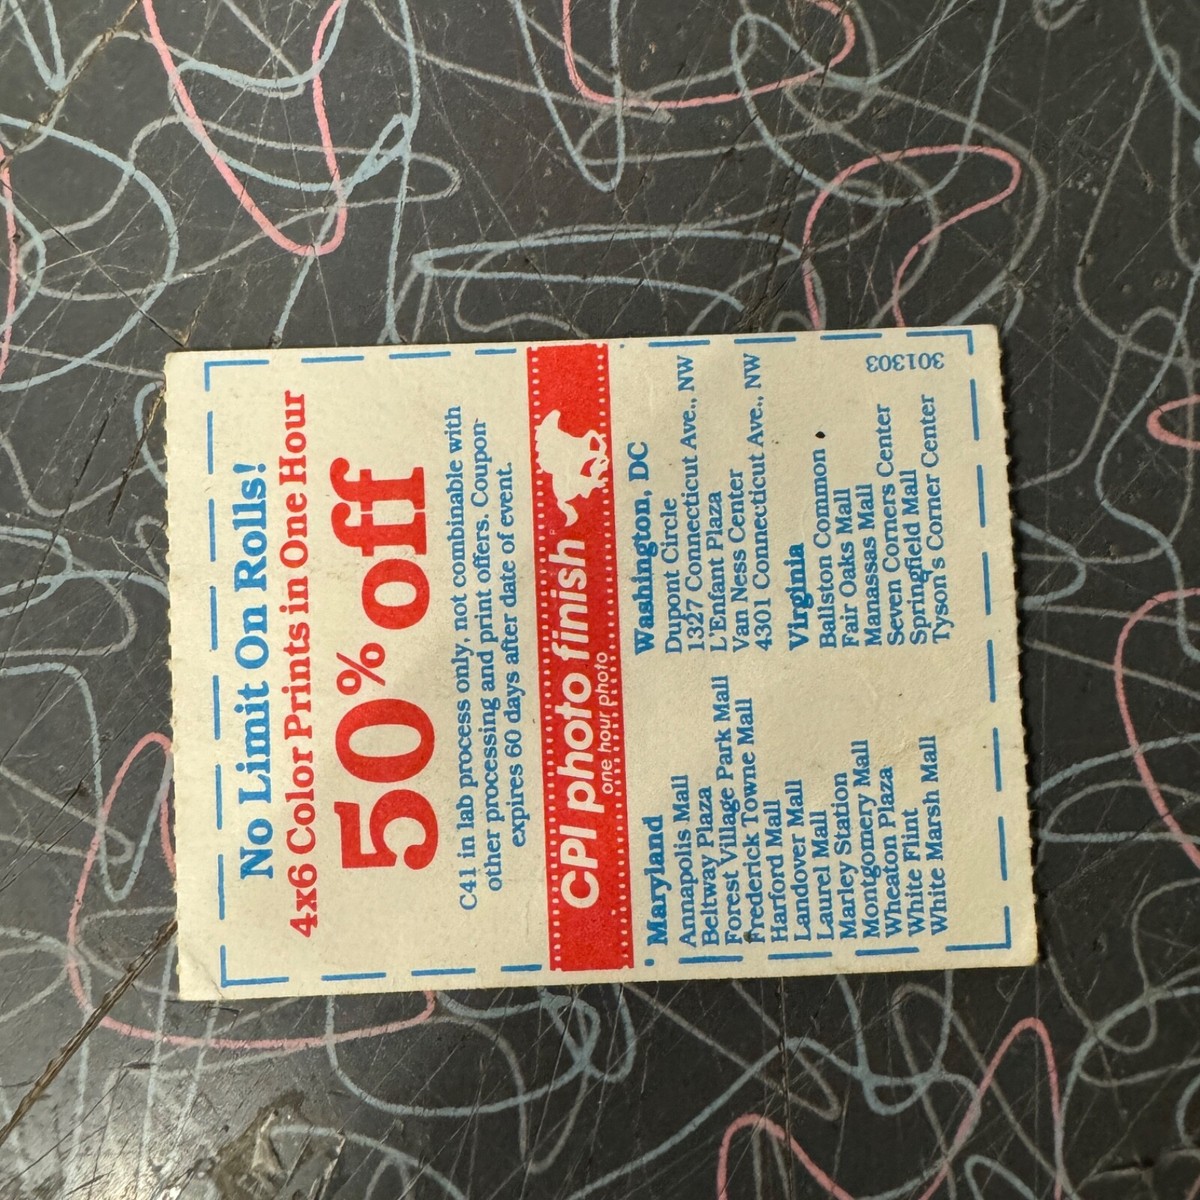 No Limit On Rolls!
4x6 Color Prints in One Hour
50% off
C41 in lab process only, not combinable with
other processing and print offers. Coupon
expires 60 days after date of event.
CPI photo finish
one hour photo
Maryland
Annapolis Mall
Beltway Plaza
Forest Village Park Mall
Frederick Towne Mall
Harford Mall
Landover Mall
Laurel Mall
Marley Station
Montgomery Mall
Wheaton Plaza
White Flint
White Marsh Mall
Washington, DC
Dupont Circle
1327 Connecticut Ave., NW
L'Enfant Plaza
Van Ness Center
4301 Connecticut Ave., NW
Virginia
Ballston Common
Fair Oaks Mall
Manassas Mall
Seven Corners Center
Springfield Mall
Tyson's Corner Center
301303